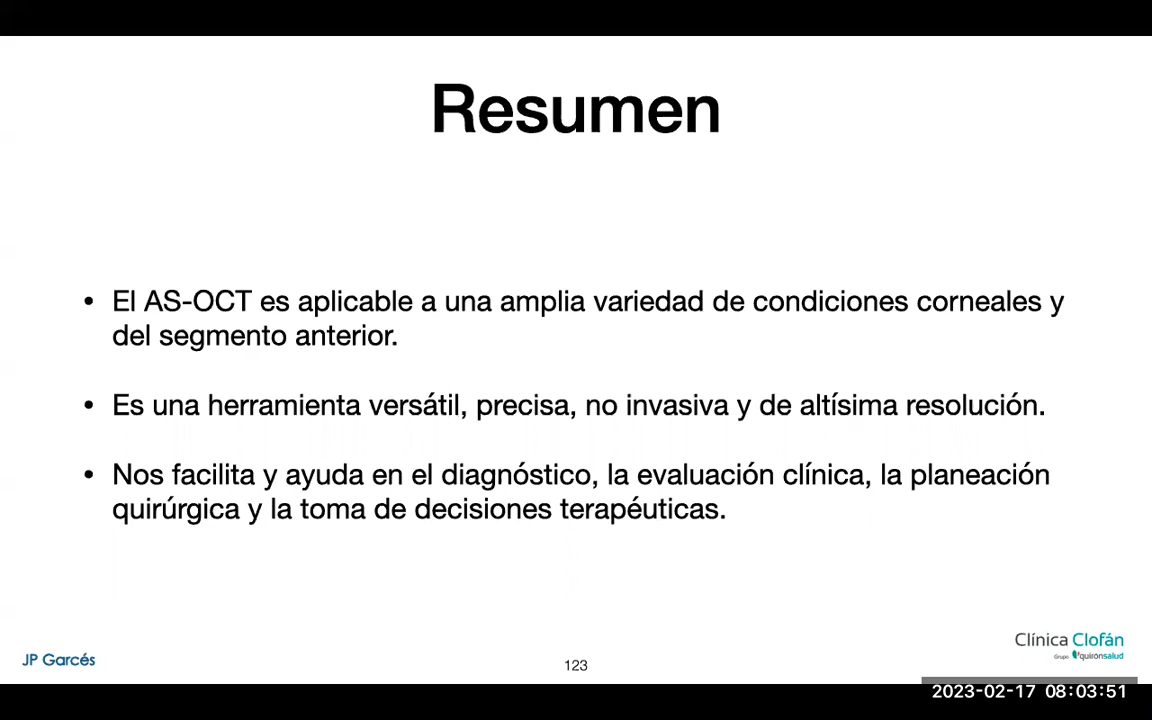 Resumen
• El AS-OCT es aplicable a una amplia variedad de condiciones corneales y
del segmento anterior.
• Es una herramienta versátil, precisa, no invasiva y de altísima resolución.
• Nos facilita y ayuda en el diagnóstico, la evaluación clínica, la planeación
quirúrgica y la toma de decisiones terapéuticas.
JP Garcés
123
Clínica Clofán
Grupo quirónsalud
2023-02-17 08:03:51